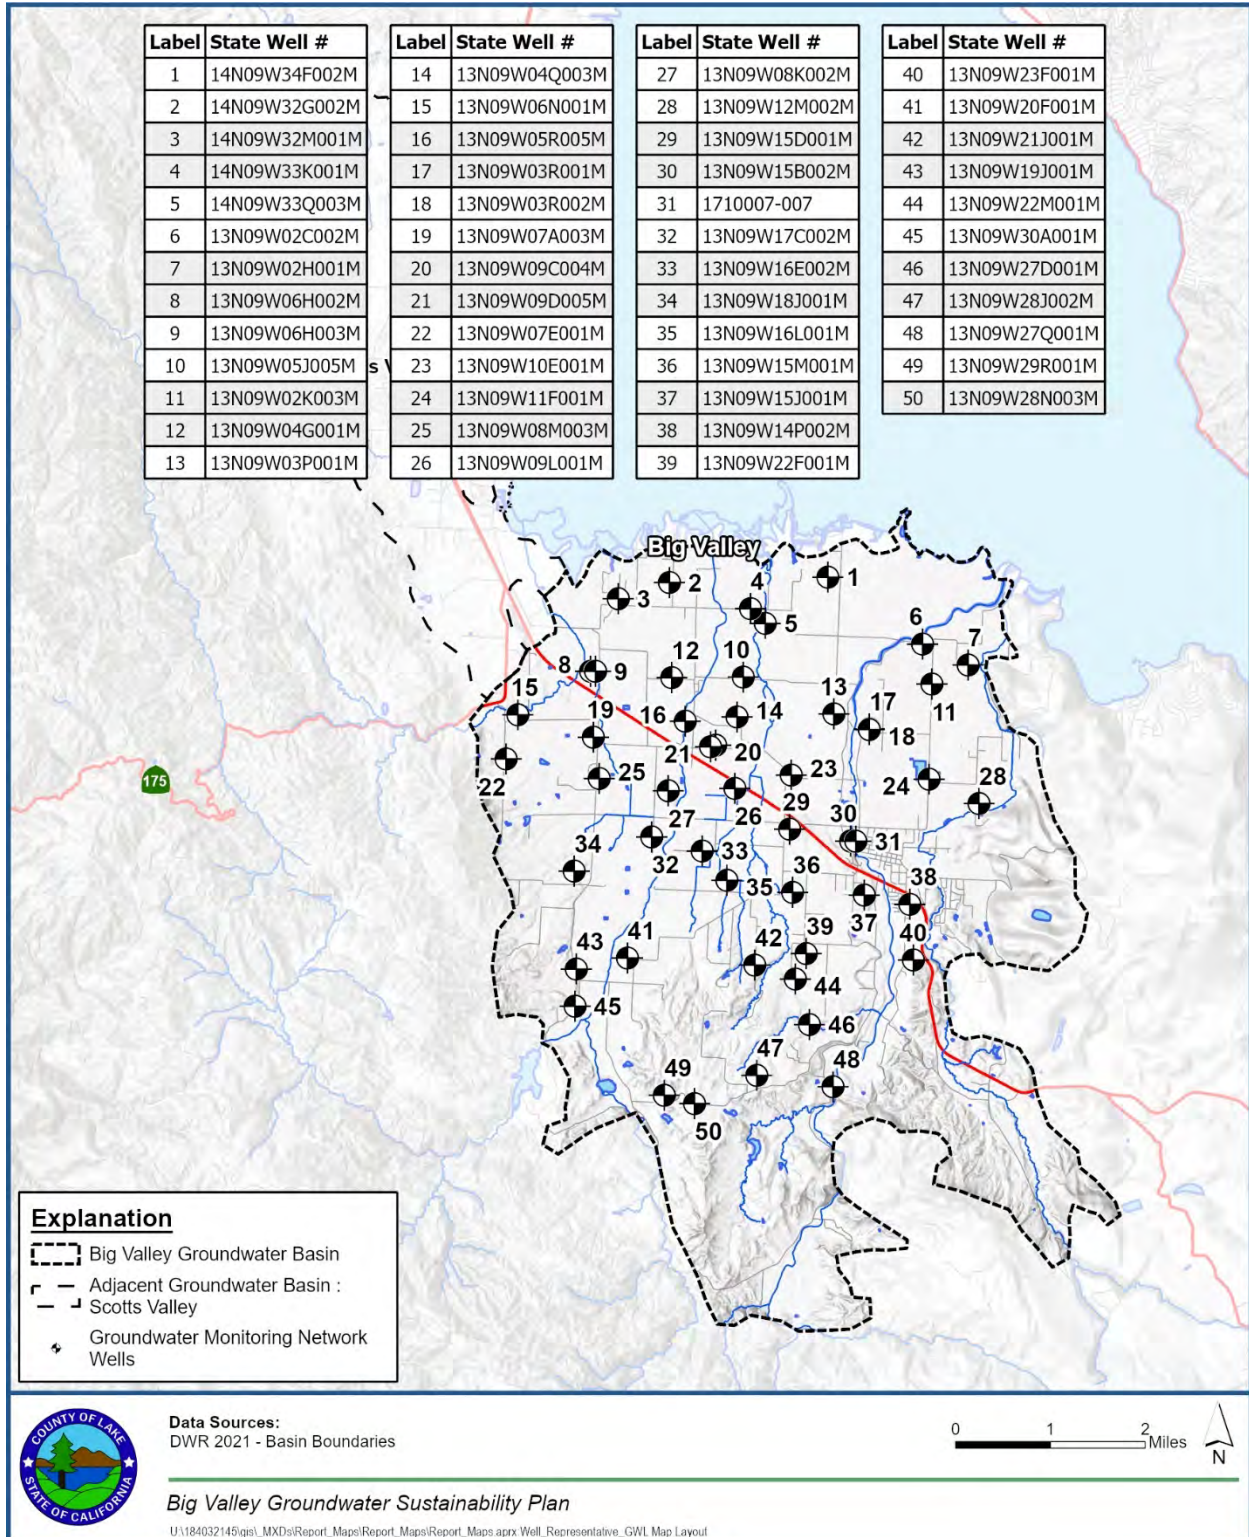 Label State Well # Label State Well # Label State Well # Label State Well #
1 14N09W34F002M 14 13N09W04Q003M 27 13N09W08K002M 40 13N09W23F001M
2 14N09W32G002M 15 13N09W06N001M 28 13N09W12M002M 41 13N09W20F001M
3 14N09W32M001M 16 13N09W05R005M 29 13N09W15D001M 42 13N09W21J001M
4 14N09W33K001M 17 13N09W03R001M 30 13N09W15B002M 43 13N09W19J001M
5 14N09W33Q003M 18 13N09W03R002M 31 1710007-007 44 13N09W22M001M
6 13N09W02C002M 19 13N09W07A003M 32 13N09W17C002M 45 13N09W30A001M
7 13N09W02H001M 20 13N09W09C004M 33 13N09W16E002M 46 13N09W27D001M
8 13N09W06H002M 21 13N09W09D005M 34 13N09W18J001M 47 13N09W28J002M
9 13N09W06H003M 22 13N09W07E001M 35 13N09W16L001M 48 13N09W27Q001M
10 13N09W05J005M 23 13N09W10E001M 36 13N09W15M001M 49 13N09W29R001M
11 13N09W02K003M 24 13N09W11F001M 37 13N09W15J001M 50 13N09W28N003M
12 13N09W04G001M 25 13N09W08M003M 38 13N09W14P002M
13 13N09W03P001M 26 13N09W09L001M 39 13N09W22F001M
Big Valley
1
2
3
4
5
6
7
8 9
12 10
15
13
17
11
19
16
14
18
21 20
22
25
23
24
28
29
27
26
30
31
32
33
34
35
36
37
38
39
40
41
42
43
44
45
46
47
48
49
50
175
Explanation
Big Valley Groundwater Basin
Adjacent Groundwater Basin :
Scotts Valley
Groundwater Monitoring Network
Wells
COUNTY OF LAKE
STATE OF CALIFORNIA
Data Sources:
DWR 2021 - Basin Boundaries
0 1 2
Miles
N
Big Valley Groundwater Sustainability Plan
U:\184032145\gis\_MXDs\Report_Maps\Report_Maps\Report_Maps.aprx Well_Representative_GWL Map Layout